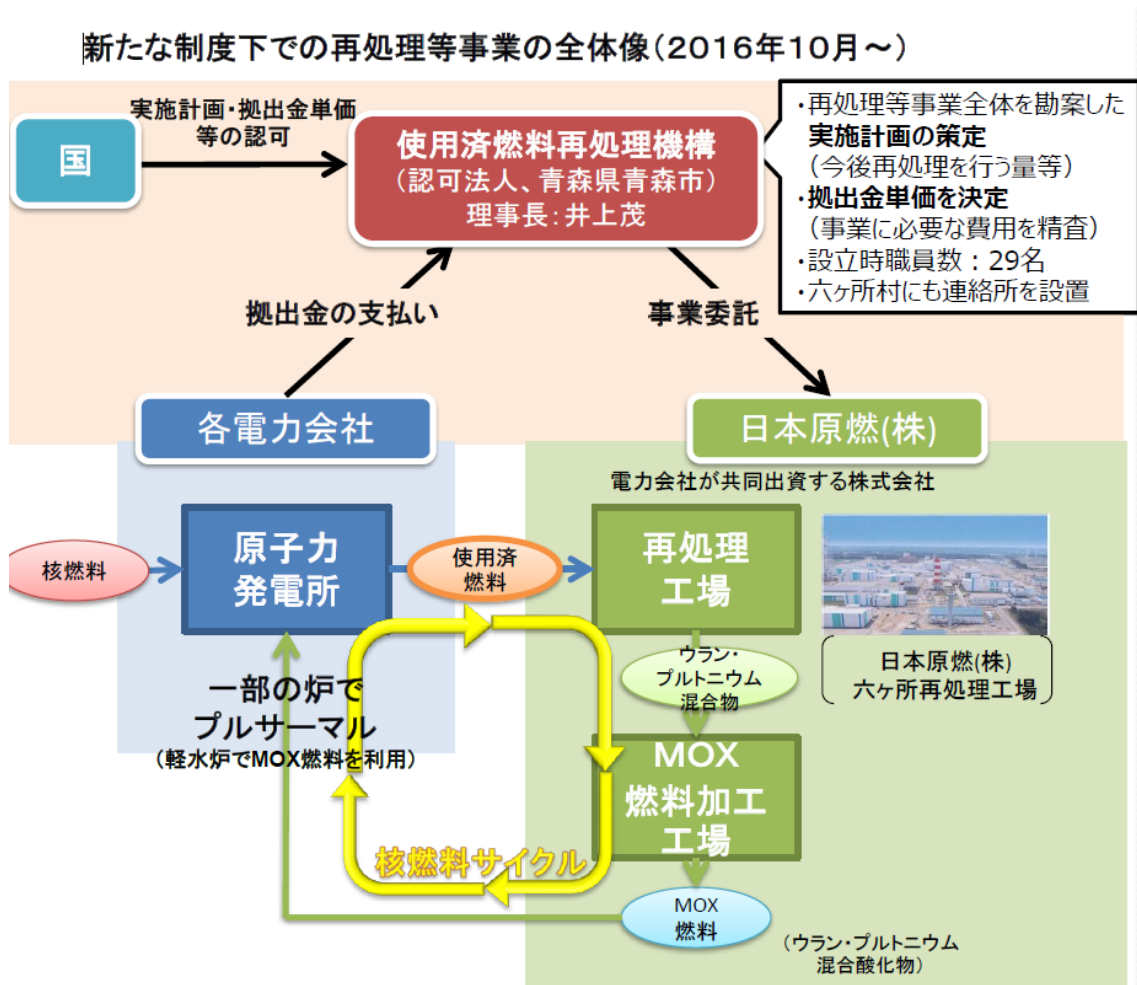 新たな制度下での再処理等事業の全体像(2016年10月～)
実施計画・拠出金単価
等の認可
国
使用済燃料再処理機構
(認可法人、青森県青森市)
理事長:井上茂
・再処理等事業全体を勘案した
実施計画の策定
(今後再処理を行う量等)
・拠出金単価を決定
(事業に必要な費用を精査)
・設立時職員数:29名
・六ヶ所村にも連絡所を設置
拠出金の支払い
事業委託
各電力会社
日本原燃(株)
電力会社が共同出資する株式会社
核燃料
原子力
発電所
使用済
燃料
再処理
工場
日本原燃(株)
六ヶ所再処理工場
ウラン・
プルトニウム
混合物
一部の炉で
プルサーマル
(軽水炉でMOX燃料を利用)
MOX
燃料加工
工場
核燃料サイクル
MOX
燃料
(ウラン・プルトニウム
混合酸化物)